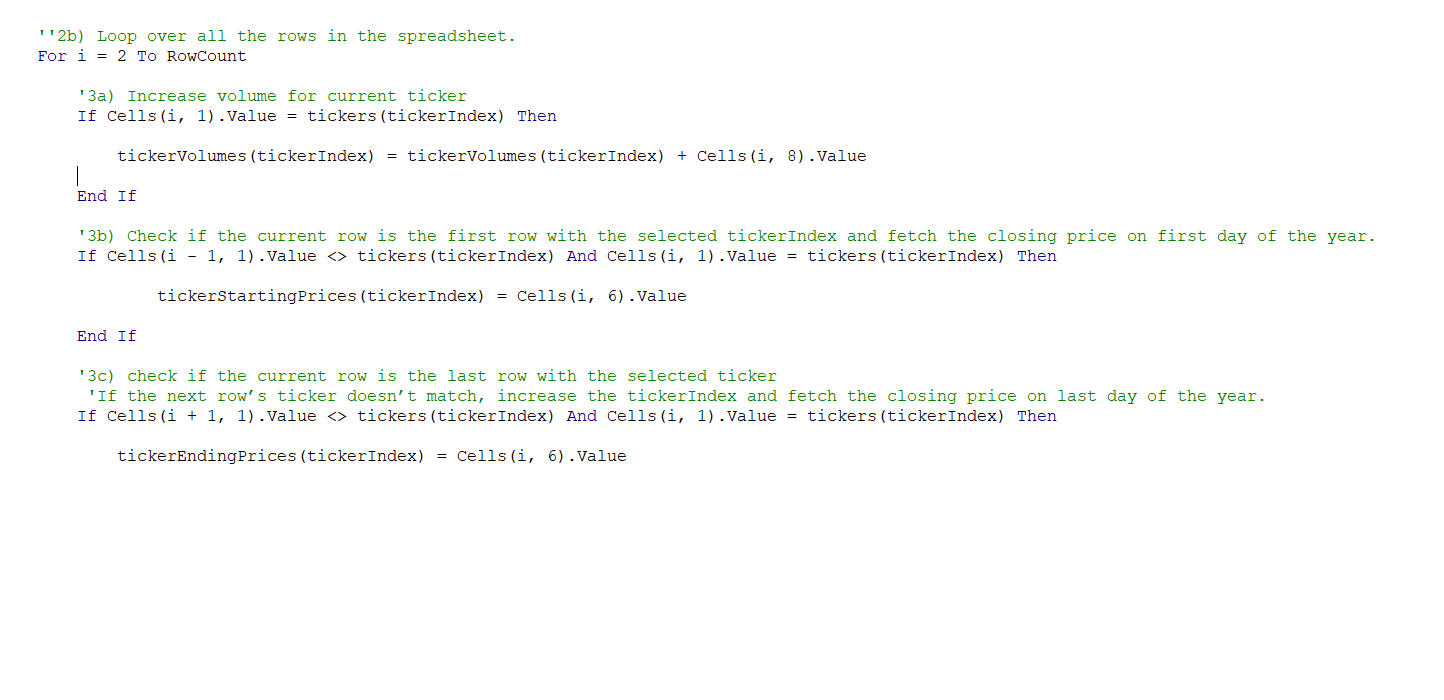 ''2b) Loop over all the rows in the spreadsheet.
For i = 2 To RowCount
'3a) Increase volume for current ticker
If Cells(i, 1).Value = tickers(tickerIndex) Then
tickerVolumes(tickerIndex) = tickerVolumes(tickerIndex) + Cells(i, 8).Value
End If
'3b) Check if the current row is the first row with the selected tickerIndex and fetch the closing price on first day of the year.
If Cells(i - 1, 1).Value <> tickers(tickerIndex) And Cells(i, 1).Value = tickers(tickerIndex) Then
tickerStartingPrices(tickerIndex) = Cells(i, 6).Value
End If
'3c) check if the current row is the last row with the selected ticker
'If the next row’s ticker doesn’t match, increase the tickerIndex and fetch the closing price on last day of the year.
If Cells(i + 1, 1).Value <> tickers(tickerIndex) And Cells(i, 1).Value = tickers(tickerIndex) Then
tickerEndingPrices(tickerIndex) = Cells(i, 6).Value